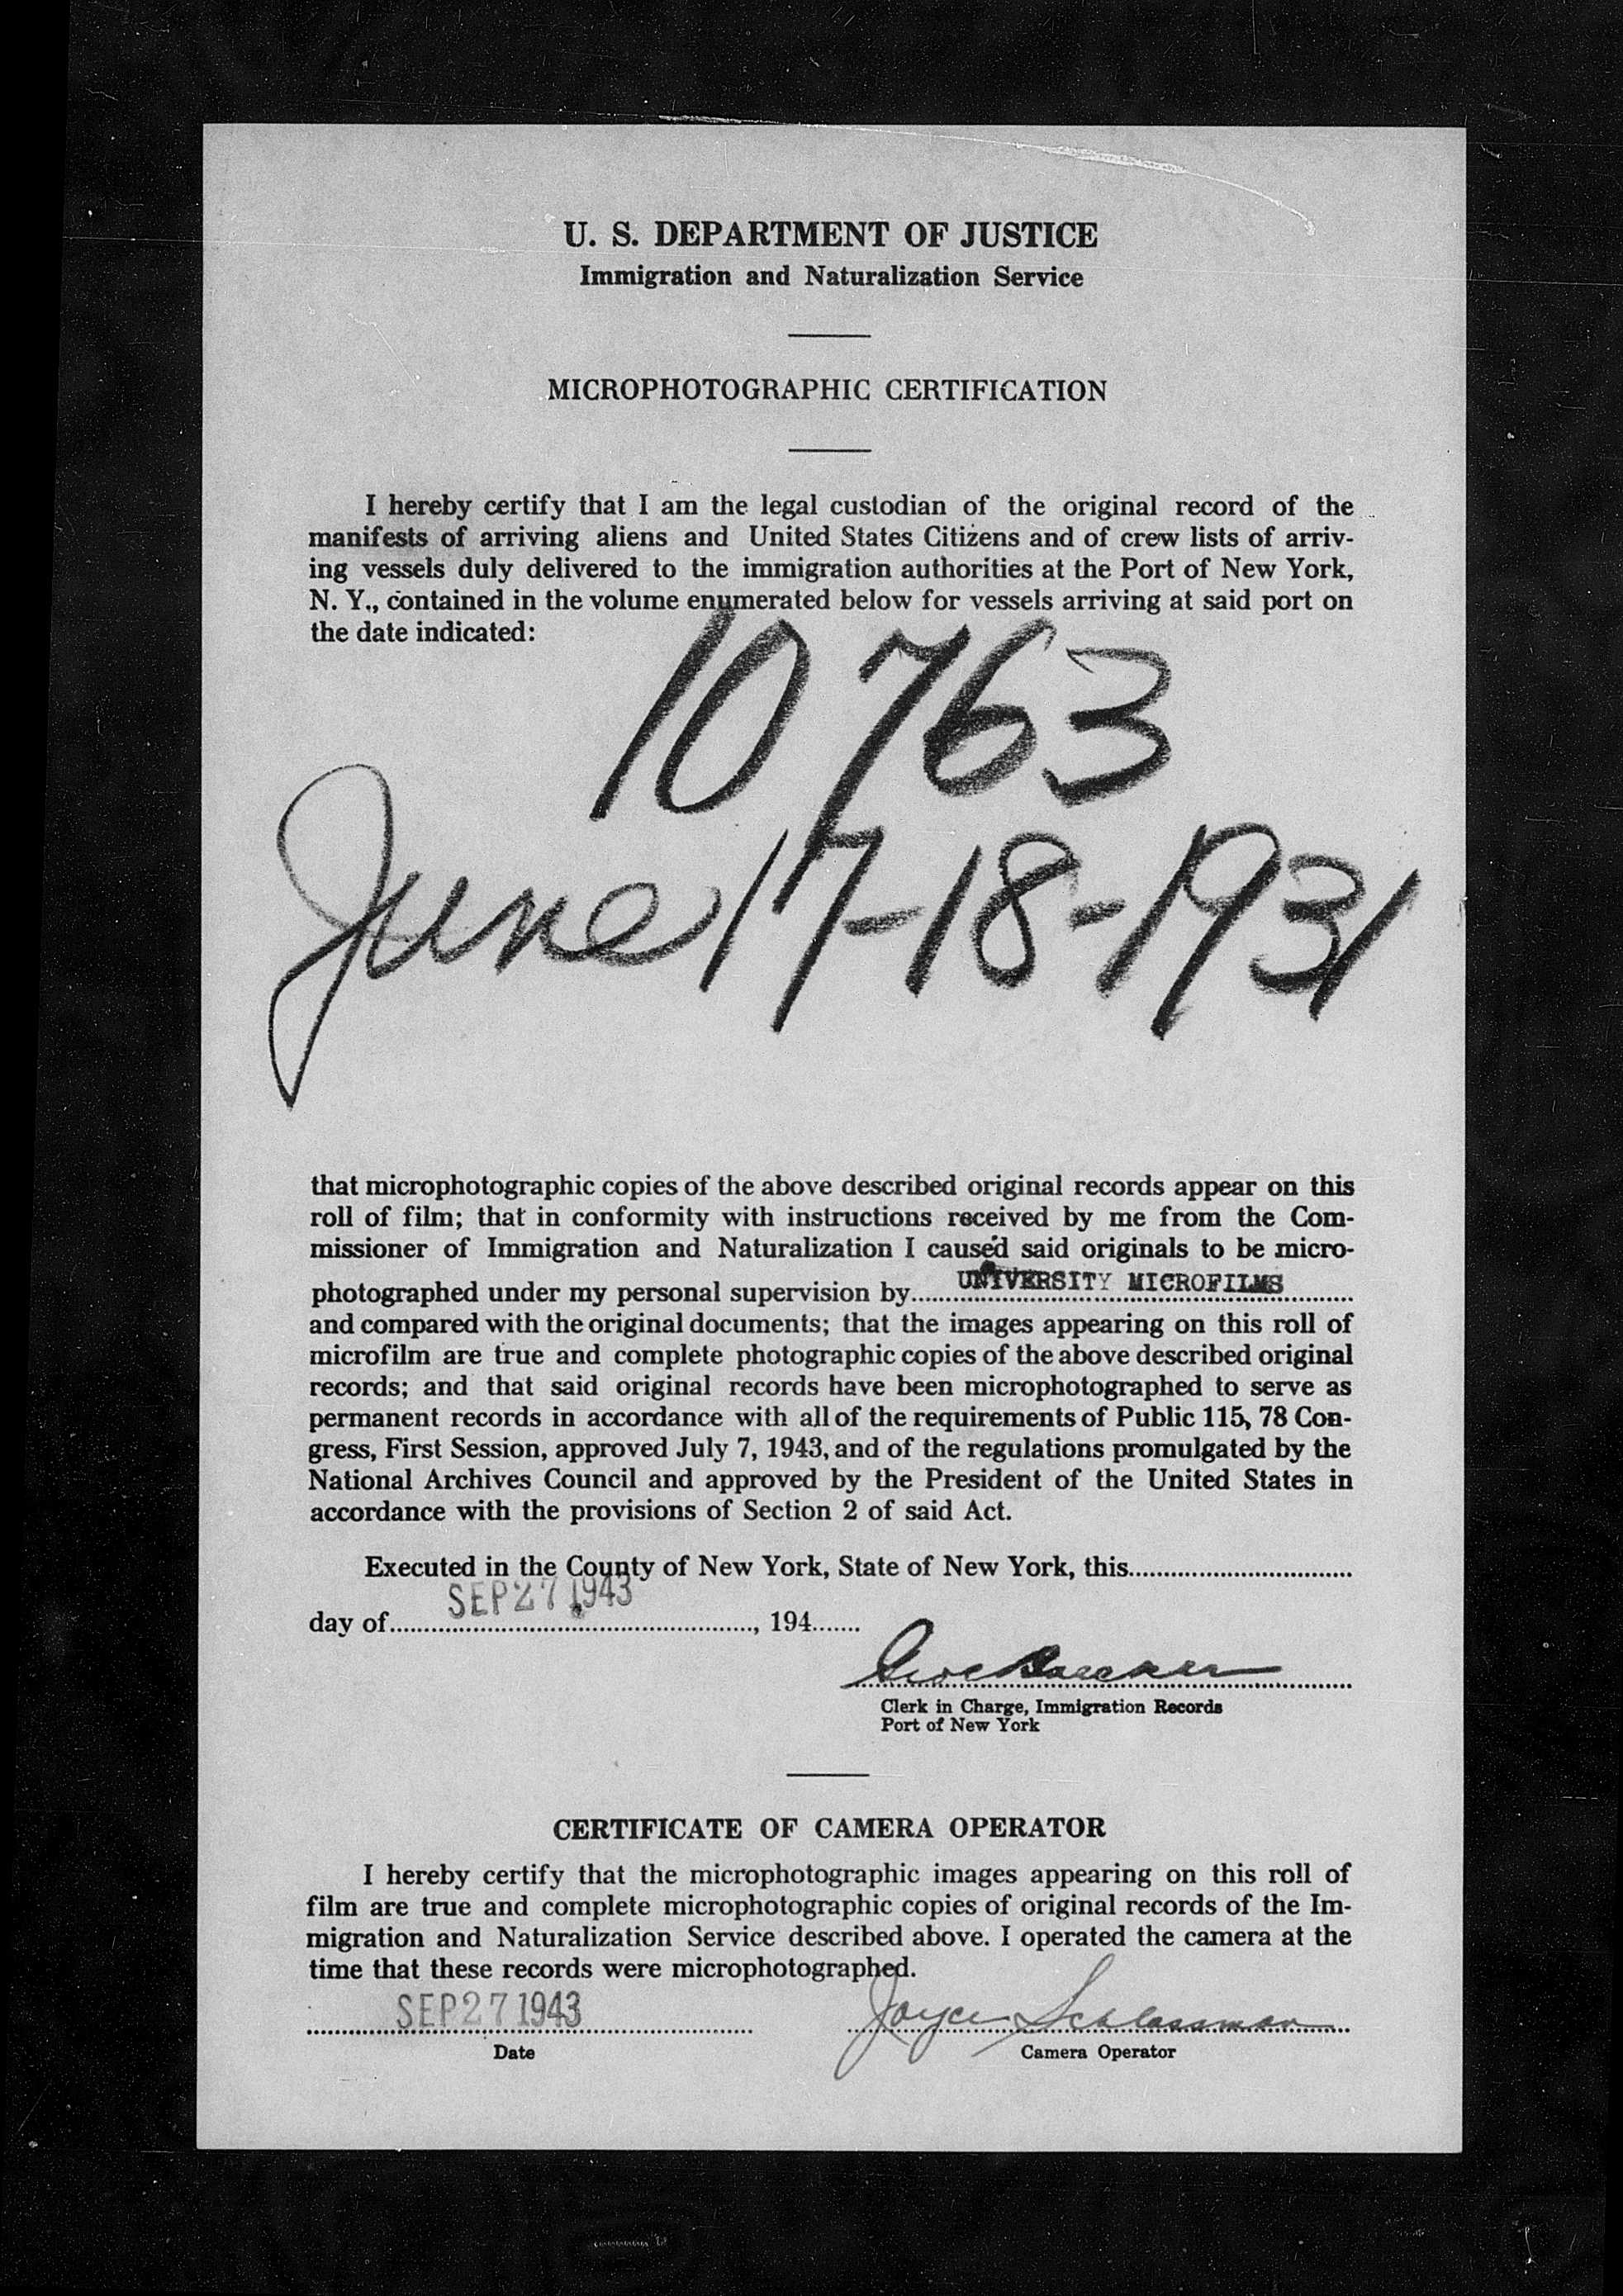 U. S. DEPARTMENT OF JUSTICE
Immigration and Naturalization Service
MICROPHOTOGRAPHIC CERTIFICATION
I hereby certify that I am the legal custodian of the original record of the
manifests of arriving aliens and United States Citizens and of crew lists of arriv-
ing vessels duly delivered to the immigration authorities at the Port of New York,
N. Y., contained in the volume enumerated below for vessels arriving at said port on
the date indicated:
10763
June 17-18-1931
that microphotographic copies of the above described original records appear on this
roll of film; that in conformity with instructions received by me from the Com-
missioner of Immigration and Naturalization I caused said originals to be micro-
photographed under my personal supervision by UNIVERSITY MICROFILMS
and compared with the original documents; that the images appearing on this roll of
microfilm are true and complete photographic copies of the above described original
records; and that said original records have been microphotographed to serve as
permanent records in accordance with all of the requirements of Public 115, 78 Con-
gress, First Session, approved July 7, 1943, and of the regulations promulgated by the
National Archives Council and approved by the President of the United States in
accordance with the provisions of Section 2 of said Act.
Executed in the County of New York, State of New York, this
day of SEP 27 1943, 194
Clerk in Charge, Immigration Records
Port of New York
CERTIFICATE OF CAMERA OPERATOR
I hereby certify that the microphotographic images appearing on this roll of
film are true and complete microphotographic copies of original records of the Im-
migration and Naturalization Service described above. I operated the camera at the
time that these records were microphotographed.
SEP 27 1943 Joyce Schlossman
Date Camera Operator